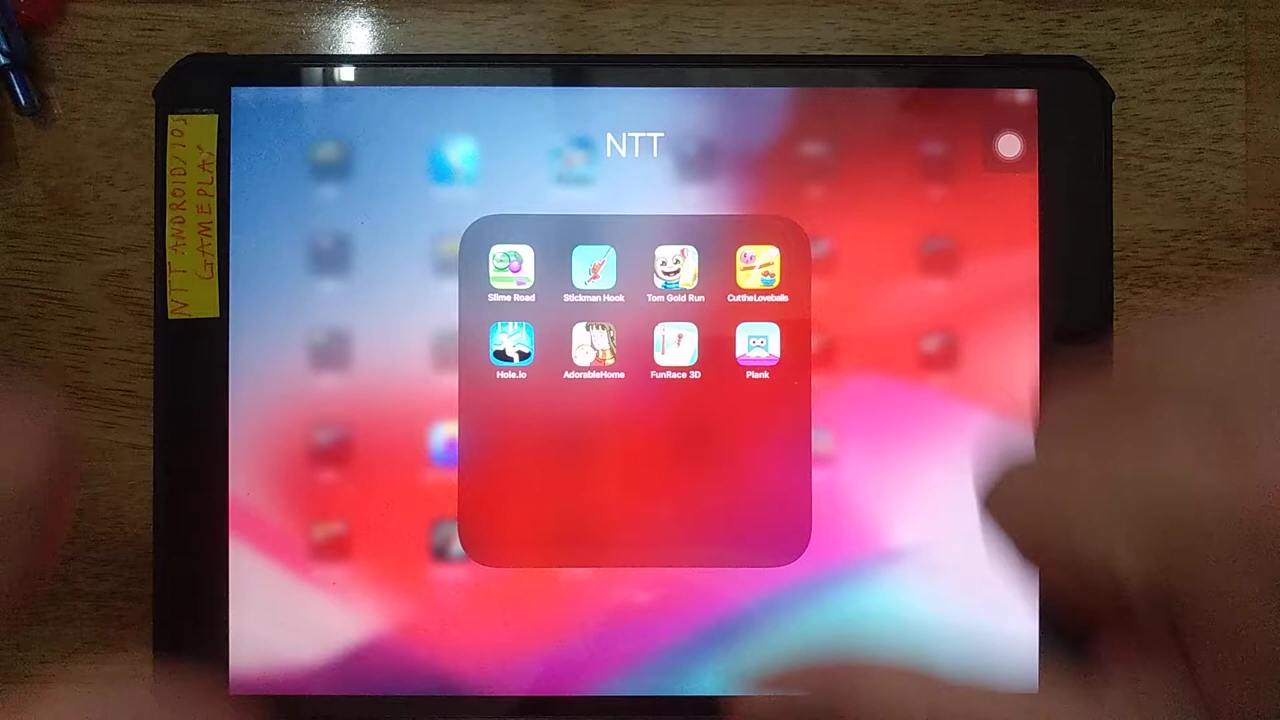 NTT ANDROID/IOS
GAMEPLAY
NTT
Slime Road
Stickman Hook
Tom Gold Run
CuttheLoveballs
Hole.io
AdorableHome
FunRace 3D
Plank